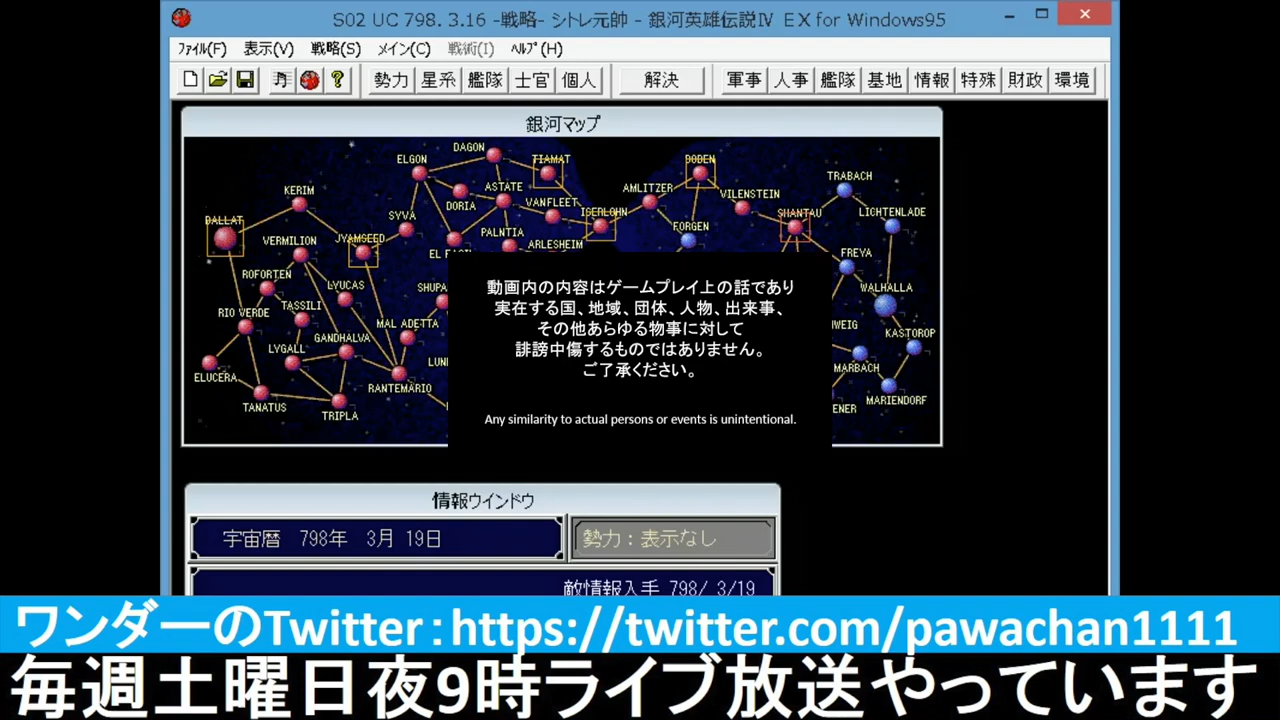 S02 UC 798. 3.16 -戦略- シトレ元帥 - 銀河英雄伝説Ⅳ EX for Windows95
ﾌｧｲﾙ(F) 表示(V) 戦略(S) メイン(C) 戦術(I) ﾍﾙﾌﾟ(H)
勢力 星系 艦隊 士官 個人 解決 軍事 人事 艦隊 基地 情報 特殊 財政 環境
銀河マップ
DAGON
ELGON
TIAMAT
DODEN
TRABACH
KERIM
ASTATE
AMLITZER
VILENSTEIN
DORIA
VANFLEET
BALLAT
SYVA
ISERLOHN
SHANTAU
LICHTENLADE
VERMILION
JYAMSEED
PALNTIA
FORGEN
EL FASIL
ARLESHEIM
FREYA
ROFORTEN
LYUCAS
SHUPA
WALHALLA
RIO VERDE
TASSILI
MAL ADETTA
WEIG
KASTOROP
LYGALL
GANDHALVA
LUN
MARBACH
ELUCERA
RANTEMARIO
MARIENDORF
TANATUS
TRIPLA
ENER
動画内の内容はゲームプレイ上の話であり
実在する国、地域、団体、人物、出来事、
その他あらゆる物事に対して
誹謗中傷するものではありません。
ご了承ください。
Any similarity to actual persons or events is unintentional.
情報ウインドウ
宇宙暦 798年 3月 19日
勢力：表示なし
敵情報入手 798/ 3/19
ワンダーのTwitter：https://twitter.com/pawachan1111
毎週土曜日夜9時ライブ放送やっています